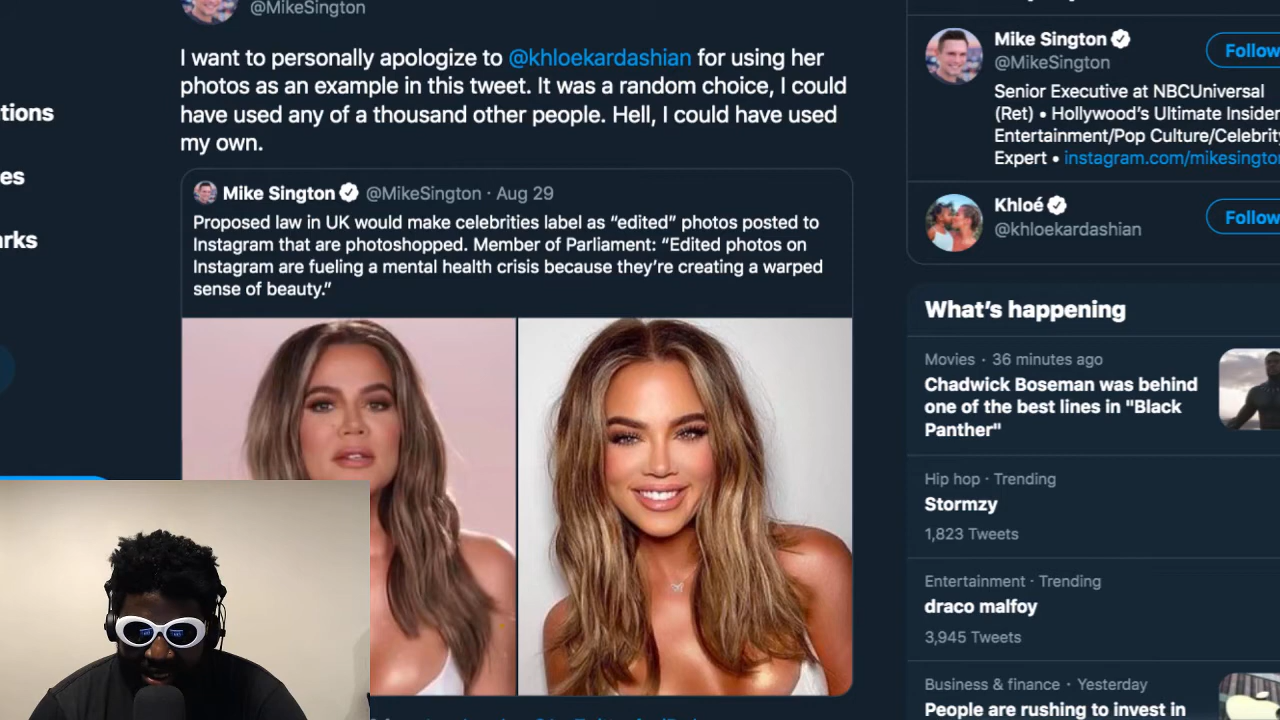 @MikeSington
I want to personally apologize to @khloekardashian for using her
photos as an example in this tweet. It was a random choice, I could
have used any of a thousand other people. Hell, I could have used
my own.
Mike Sington @MikeSington · Aug 29
Proposed law in UK would make celebrities label as “edited” photos posted to
Instagram that are photoshopped. Member of Parliament: “Edited photos on
Instagram are fueling a mental health crisis because they’re creating a warped
sense of beauty.”
tions
es
arks
Mike Sington
@MikeSington
Follow
Senior Executive at NBCUniversal
(Ret) • Hollywood’s Ultimate Insider
Entertainment/Pop Culture/Celebrity
Expert • instagram.com/mikesington
Khloé
@khloekardashian
Follow
What’s happening
Movies · 36 minutes ago
Chadwick Boseman was behind
one of the best lines in "Black
Panther"
Hip hop · Trending
Stormzy
1,823 Tweets
Entertainment · Trending
draco malfoy
3,945 Tweets
Business & finance · Yesterday
People are rushing to invest in